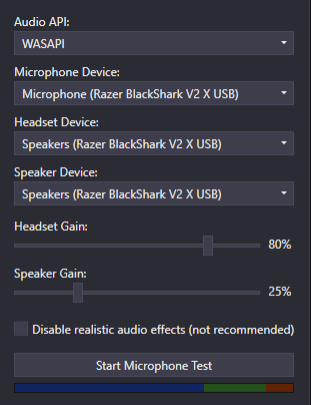 Audio API:
WASAPI
Microphone Device:
Microphone (Razer BlackShark V2 X USB)
Headset Device:
Speakers (Razer BlackShark V2 X USB)
Speaker Device:
Speakers (Razer BlackShark V2 X USB)
Headset Gain:
80%
Speaker Gain:
25%
Disable realistic audio effects (not recommended)
Start Microphone Test